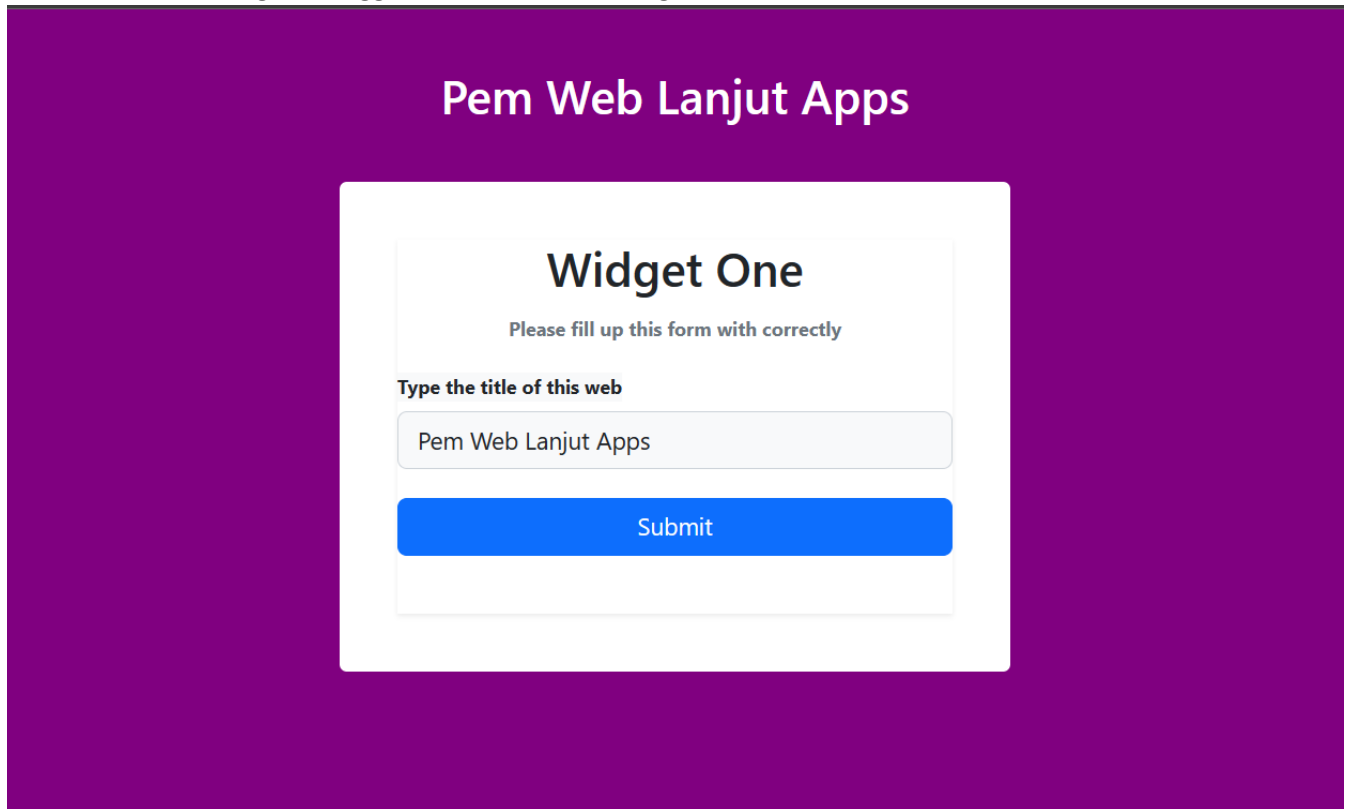 Pem Web Lanjut Apps
Widget One
Please fill up this form with correctly
Type the title of this web
Pem Web Lanjut Apps
Submit